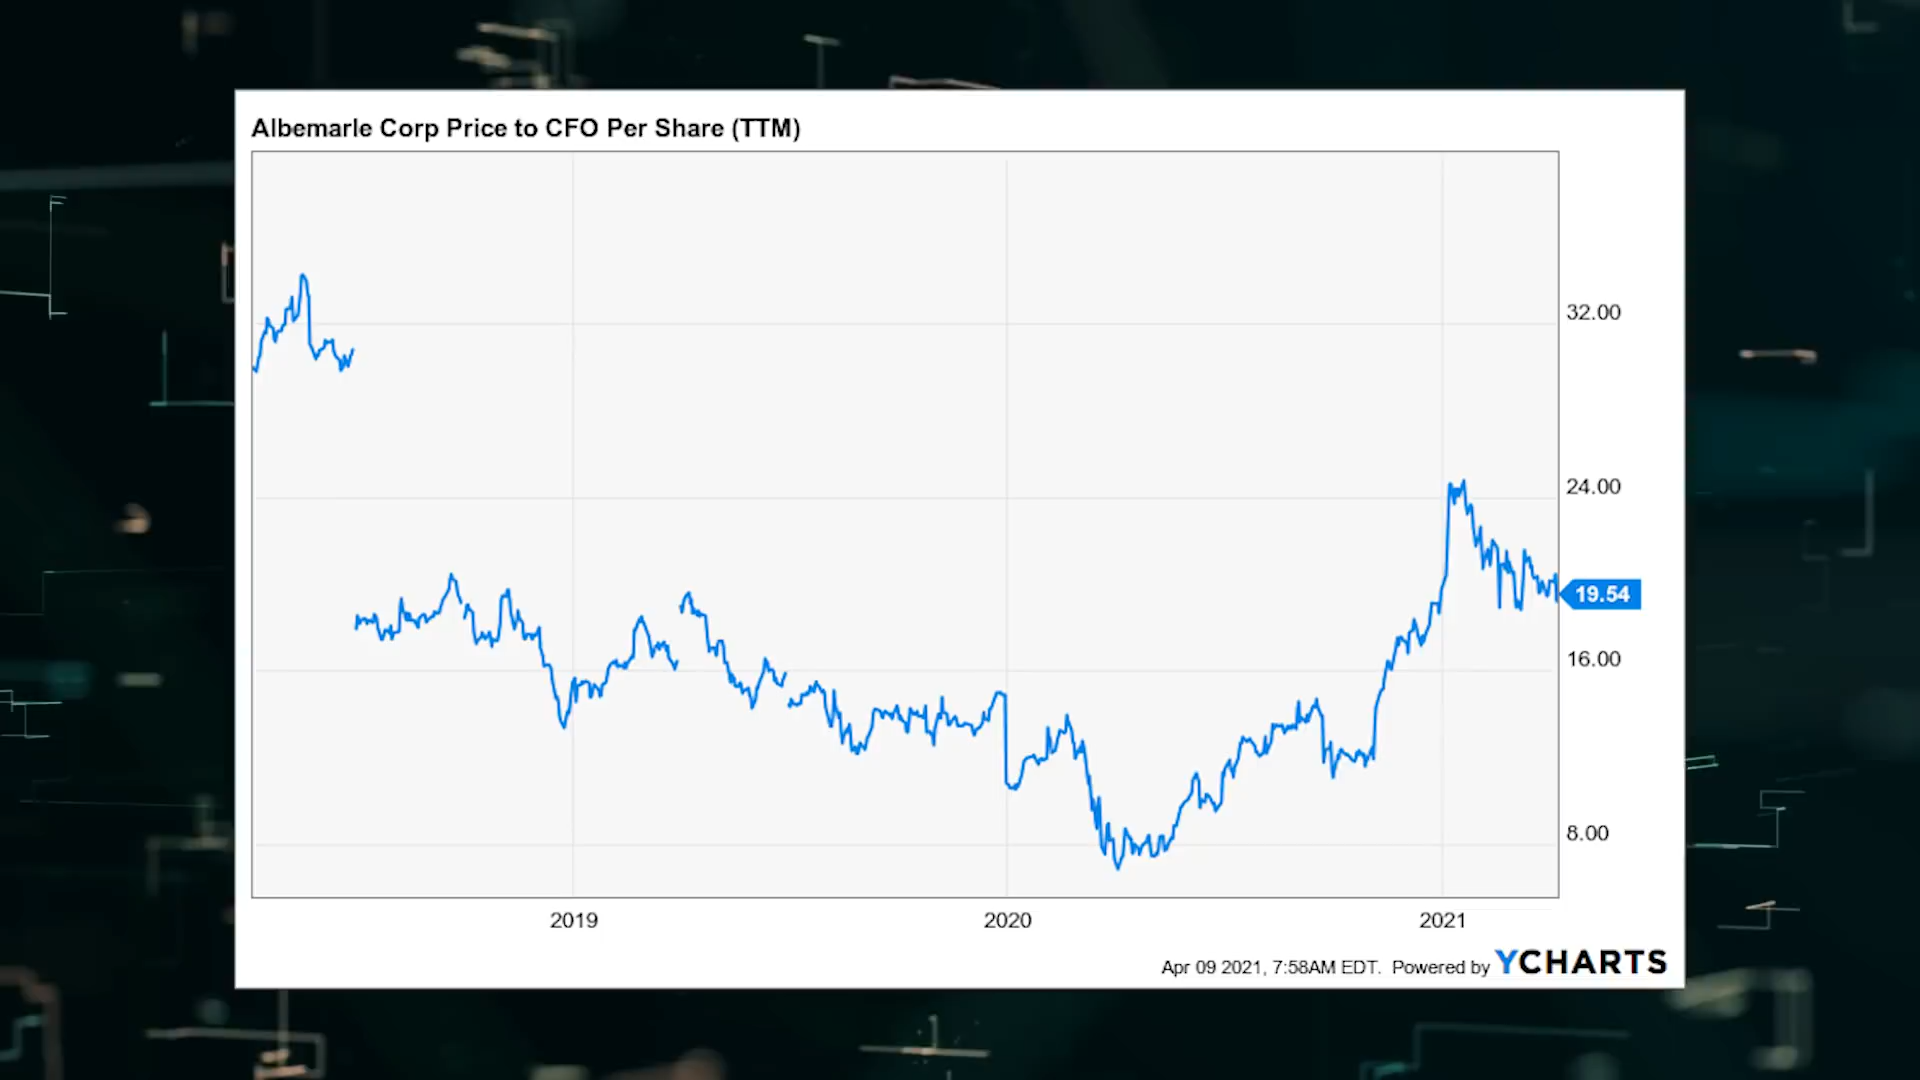 Albemarle Corp Price to CFO Per Share (TTM)
32.00
24.00
19.54
16.00
8.00
2019 2020 2021
Apr 09 2021, 7:58AM EDT. Powered by YCHARTS